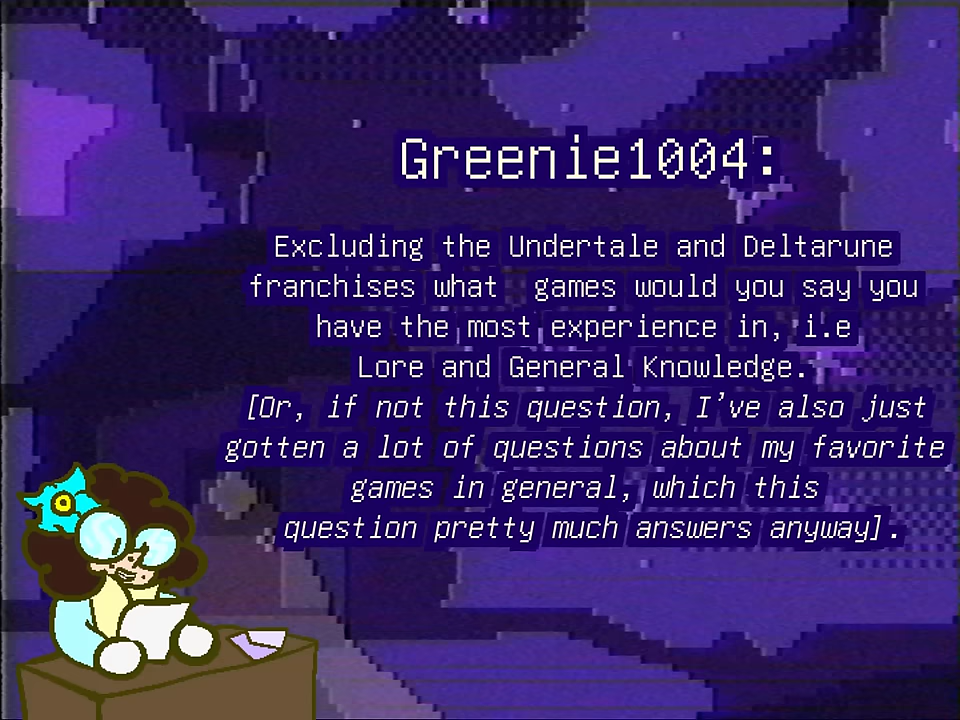 Greenie1004:
Excluding the Undertale and Deltarune
franchises what games would you say you
have the most experience in, i.e
Lore and General Knowledge.
[Or, if not this question, I've also just
gotten a lot of questions about my favorite
games in general, which this
question pretty much answers anyway].